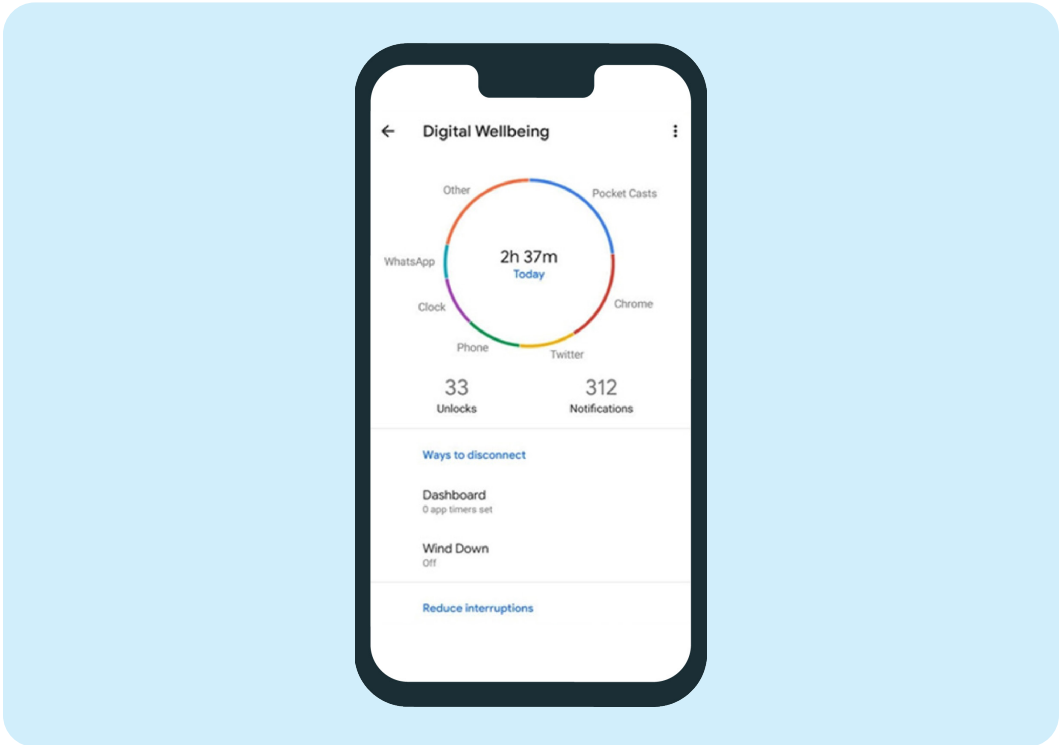 Digital Wellbeing
Other
Pocket Casts
WhatsApp
2h 37m
Today
Clock
Chrome
Phone
Twitter
33
Unlocks
312
Notifications
Ways to disconnect
Dashboard
0 app timers set
Wind Down
Off
Reduce interruptions